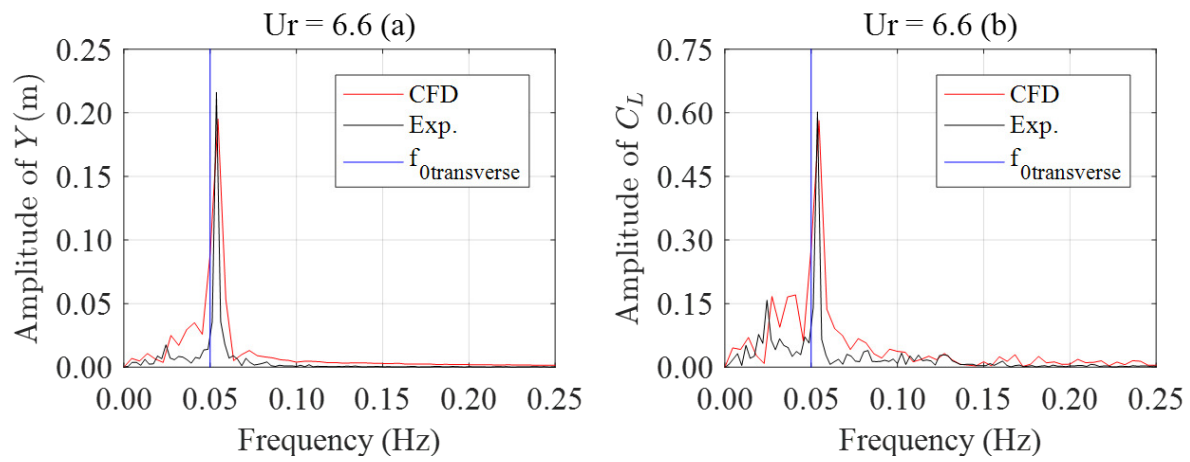 Ur = 6.6 (a)
Amplitude of Y (m)
0.25
0.20
0.15
0.10
0.05
0.00
CFD
Exp.
f0transverse
0.00 0.05 0.10 0.15 0.20 0.25
Frequency (Hz)
Ur = 6.6 (b)
Amplitude of CL
0.75
0.60
0.45
0.30
0.15
0.00
CFD
Exp.
f0transverse
0.00 0.05 0.10 0.15 0.20 0.25
Frequency (Hz)